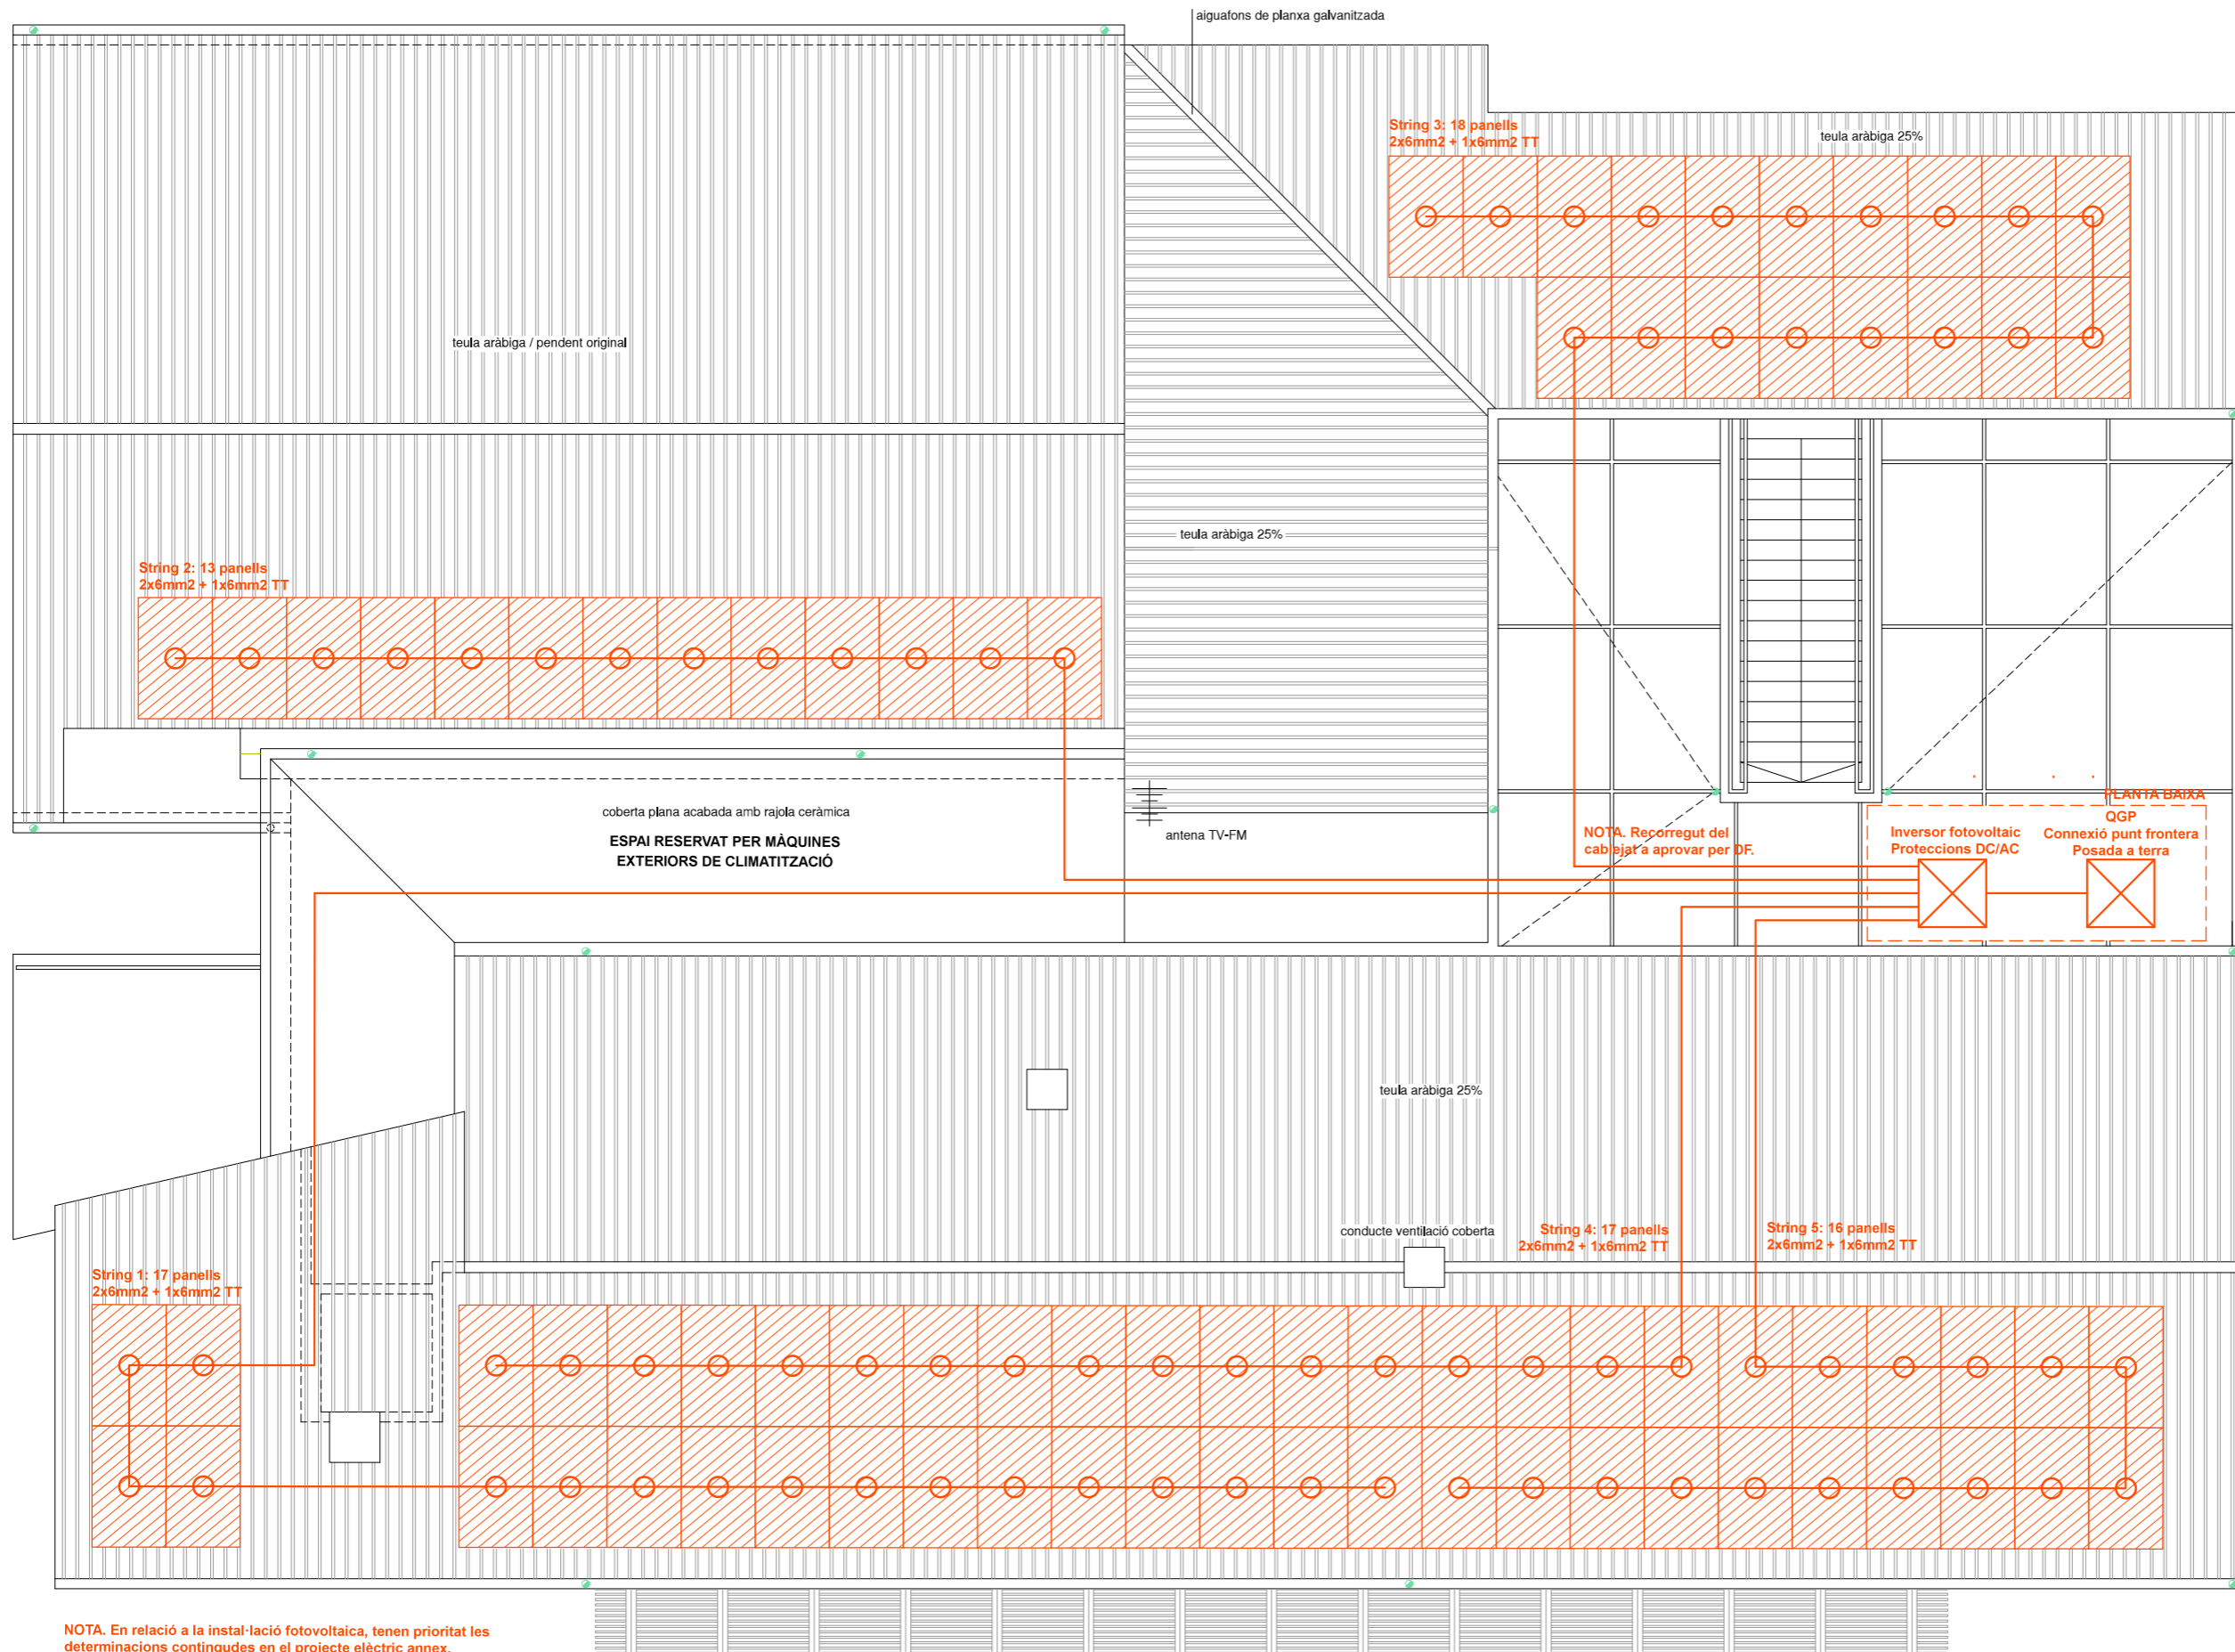 aiguafons de planxa galvanitzada
String 3: 18 panells
2x6mm2 + 1x6mm2 TT
teula aràbiga 25%
teula aràbiga / pendent original
teula aràbiga 25%
String 2: 13 panells
2x6mm2 + 1x6mm2 TT
coberta plana acabada amb rajola ceràmica
ESPAI RESERVAT PER MÀQUINES
EXTERIORS DE CLIMATITZACIÓ
antena TV-FM
NOTA. Recorregut del
cablejat a aprovar per DF.
PLANTA BAIXA
Inversor fotovoltaic
Proteccions DC/AC
QGP
Connexió punt frontera
Posada a terra
teula aràbiga 25%
conducte ventilació coberta
String 4: 17 panells
2x6mm2 + 1x6mm2 TT
String 5: 16 panells
2x6mm2 + 1x6mm2 TT
String 1: 17 panells
2x6mm2 + 1x6mm2 TT
NOTA. En relació a la instal·lació fotovoltaica, tenen prioritat les
determinacions contingudes en el projecte elèctric annex.